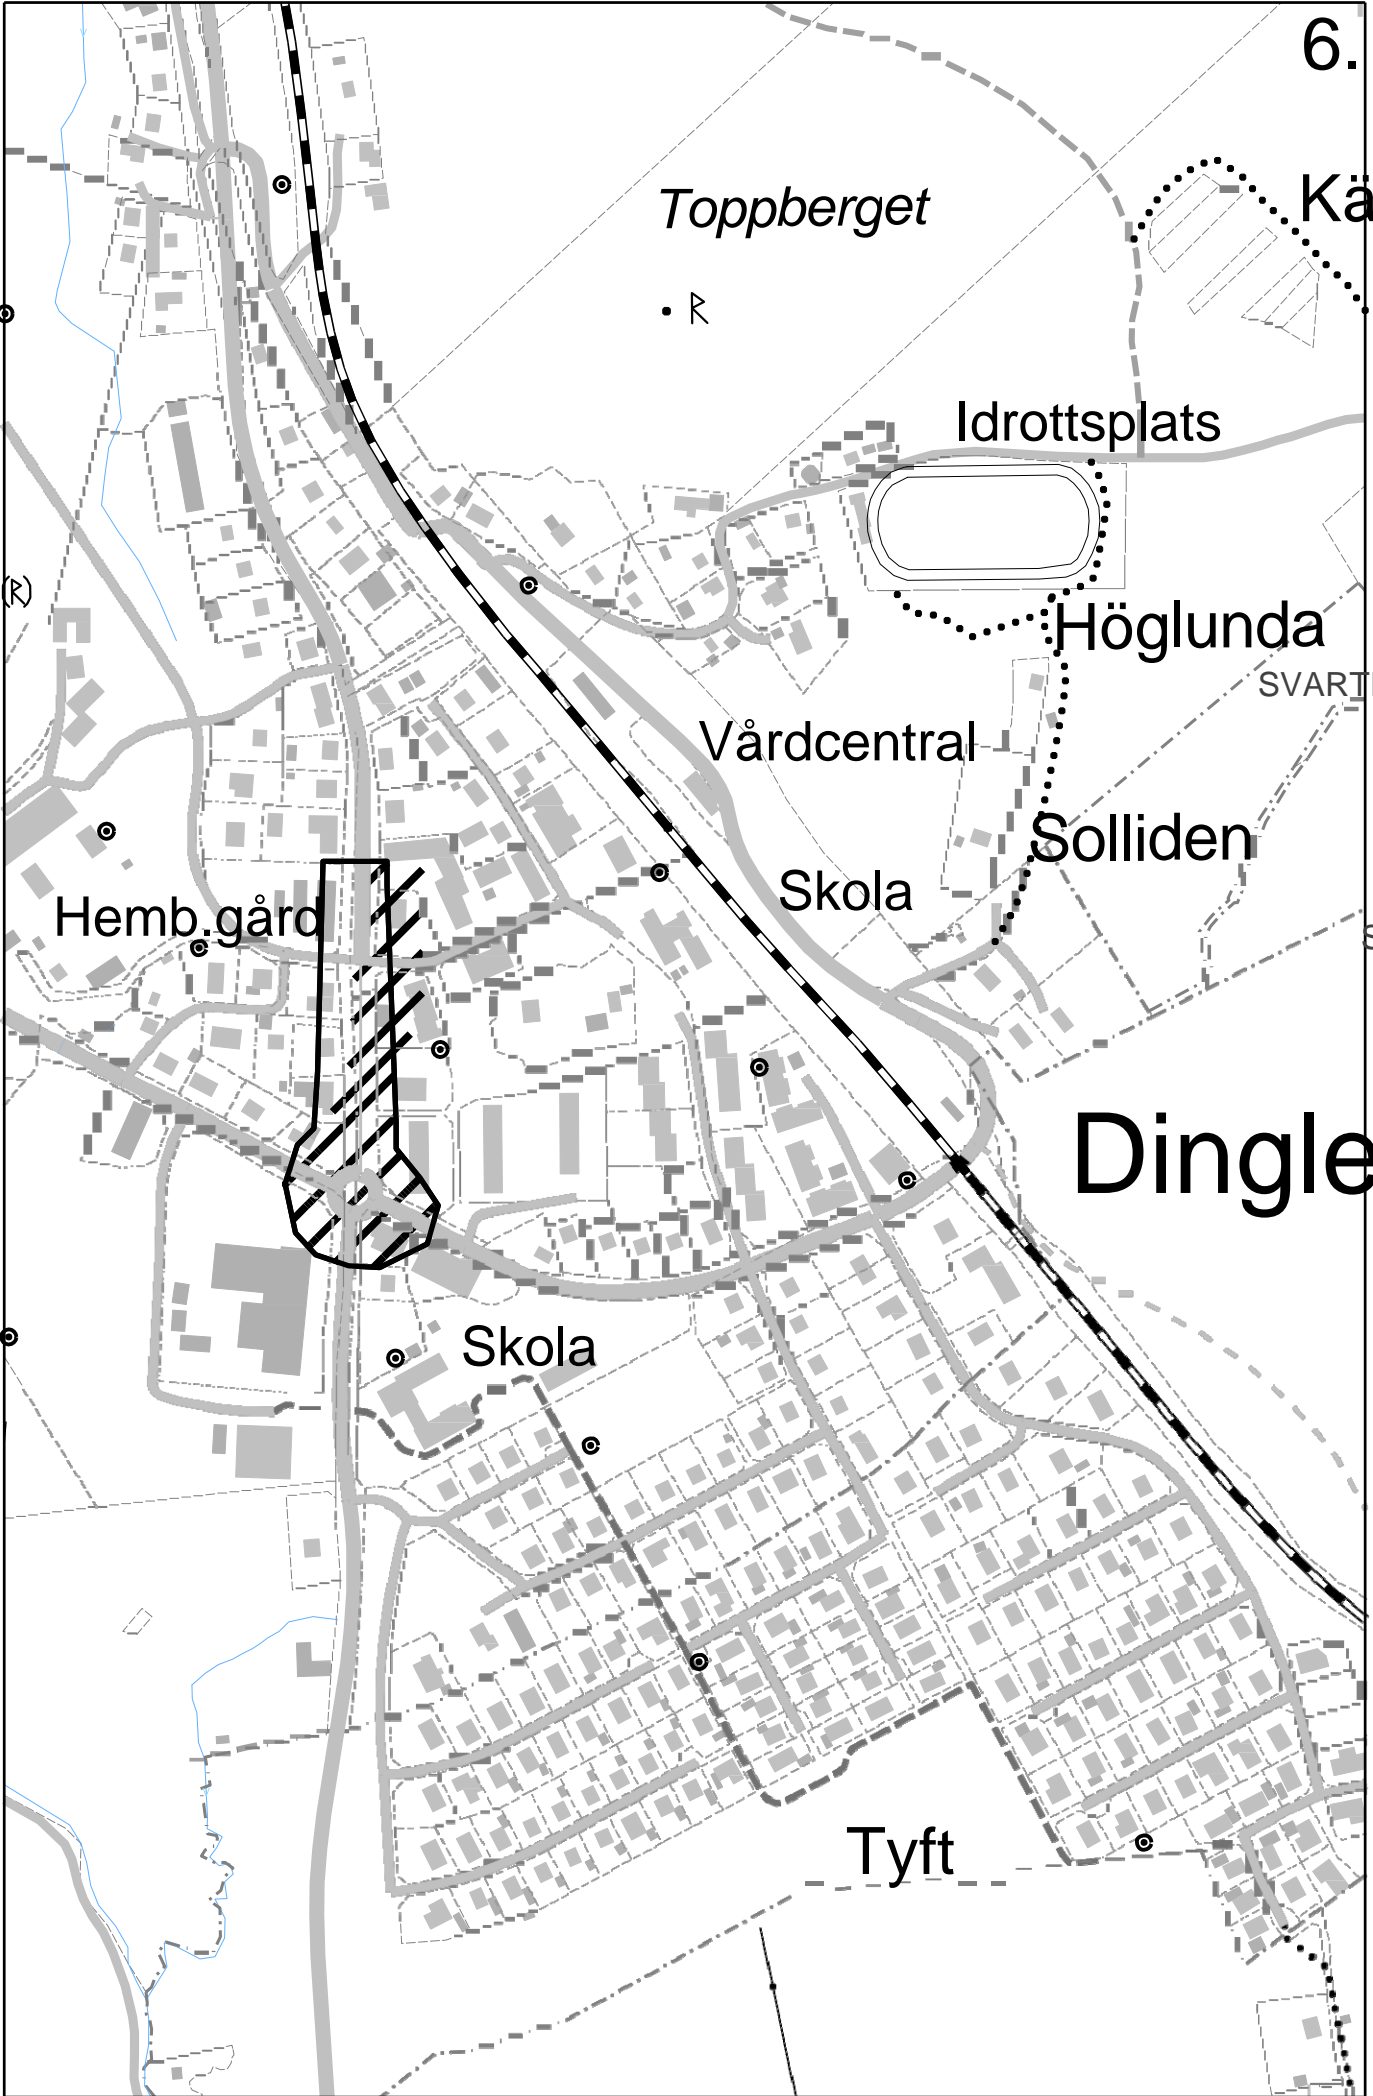 6.
Kä
Toppberget
R
Idrottsplats
(R)
Höglunda
SVART
Vårdcentral
Solliden
Skola
Hemb.gård
S
Dingle
Skola
Tyft